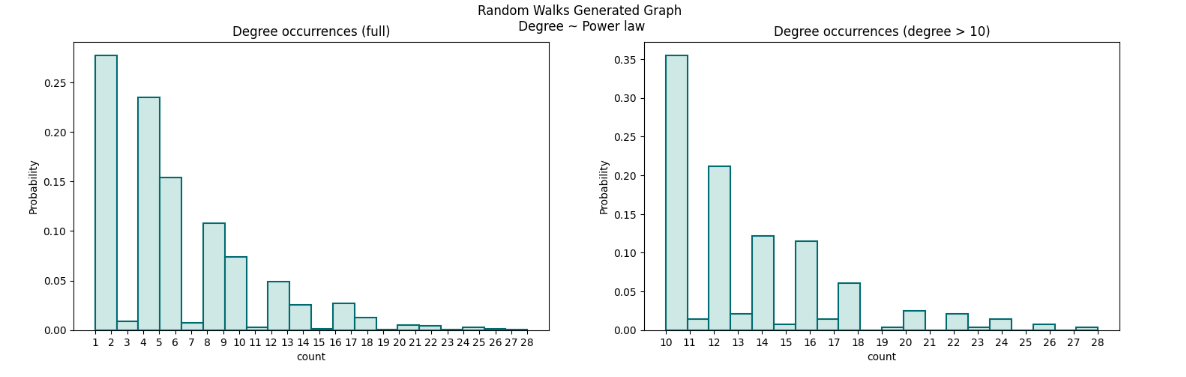 Random Walks Generated Graph
Degree ~ Power law
Degree occurrences (full)
Probability
0.25
0.20
0.15
0.10
0.05
0.00
1 2 3 4 5 6 7 8 9 10 11 12 13 14 15 16 17 18 19 20 21 22 23 24 25 26 27 28
count
Degree occurrences (degree > 10)
Probability
0.35
0.30
0.25
0.20
0.15
0.10
0.05
0.00
10 11 12 13 14 15 16 17 18 19 20 21 22 23 24 25 26 27 28
count